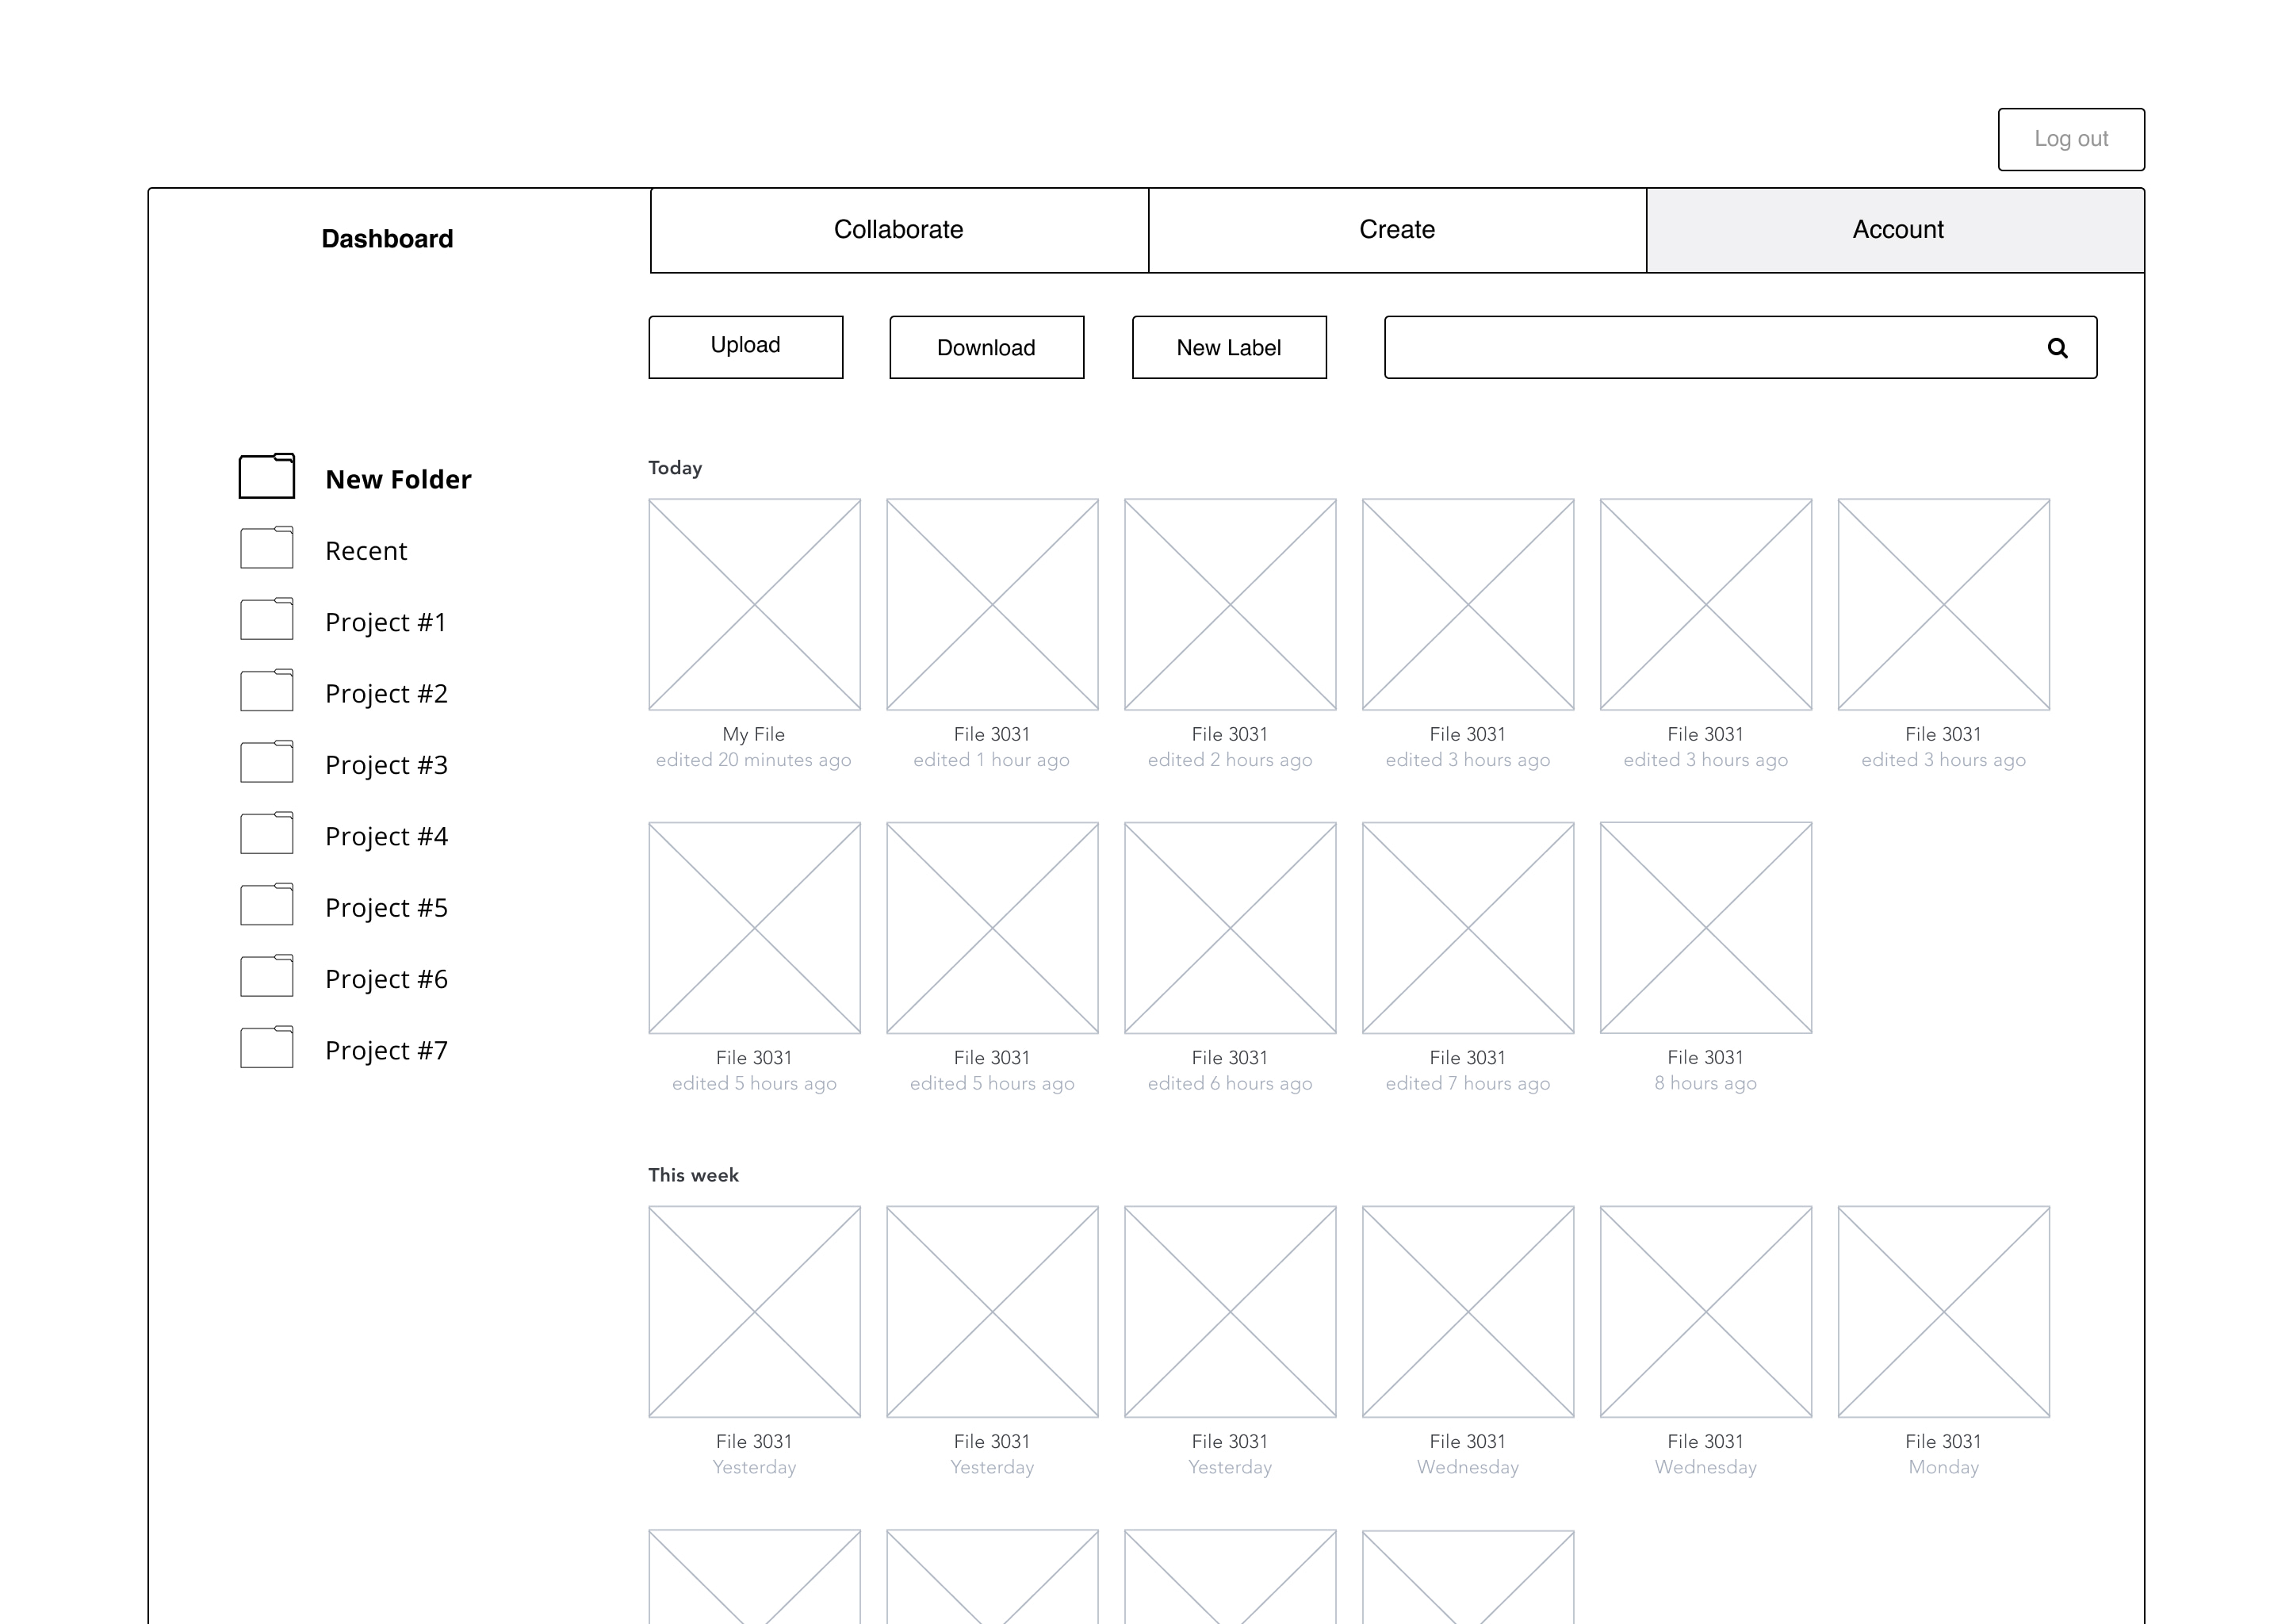 Log out
Dashboard
Collaborate
Create
Account
Upload
Download
New Label
New Folder
Recent
Project #1
Project #2
Project #3
Project #4
Project #5
Project #6
Project #7
Today
My File
edited 20 minutes ago
File 3031
edited 1 hour ago
File 3031
edited 2 hours ago
File 3031
edited 3 hours ago
File 3031
edited 3 hours ago
File 3031
edited 3 hours ago
File 3031
edited 5 hours ago
File 3031
edited 5 hours ago
File 3031
edited 6 hours ago
File 3031
edited 7 hours ago
File 3031
8 hours ago
This week
File 3031
Yesterday
File 3031
Yesterday
File 3031
Yesterday
File 3031
Wednesday
File 3031
Wednesday
File 3031
Monday